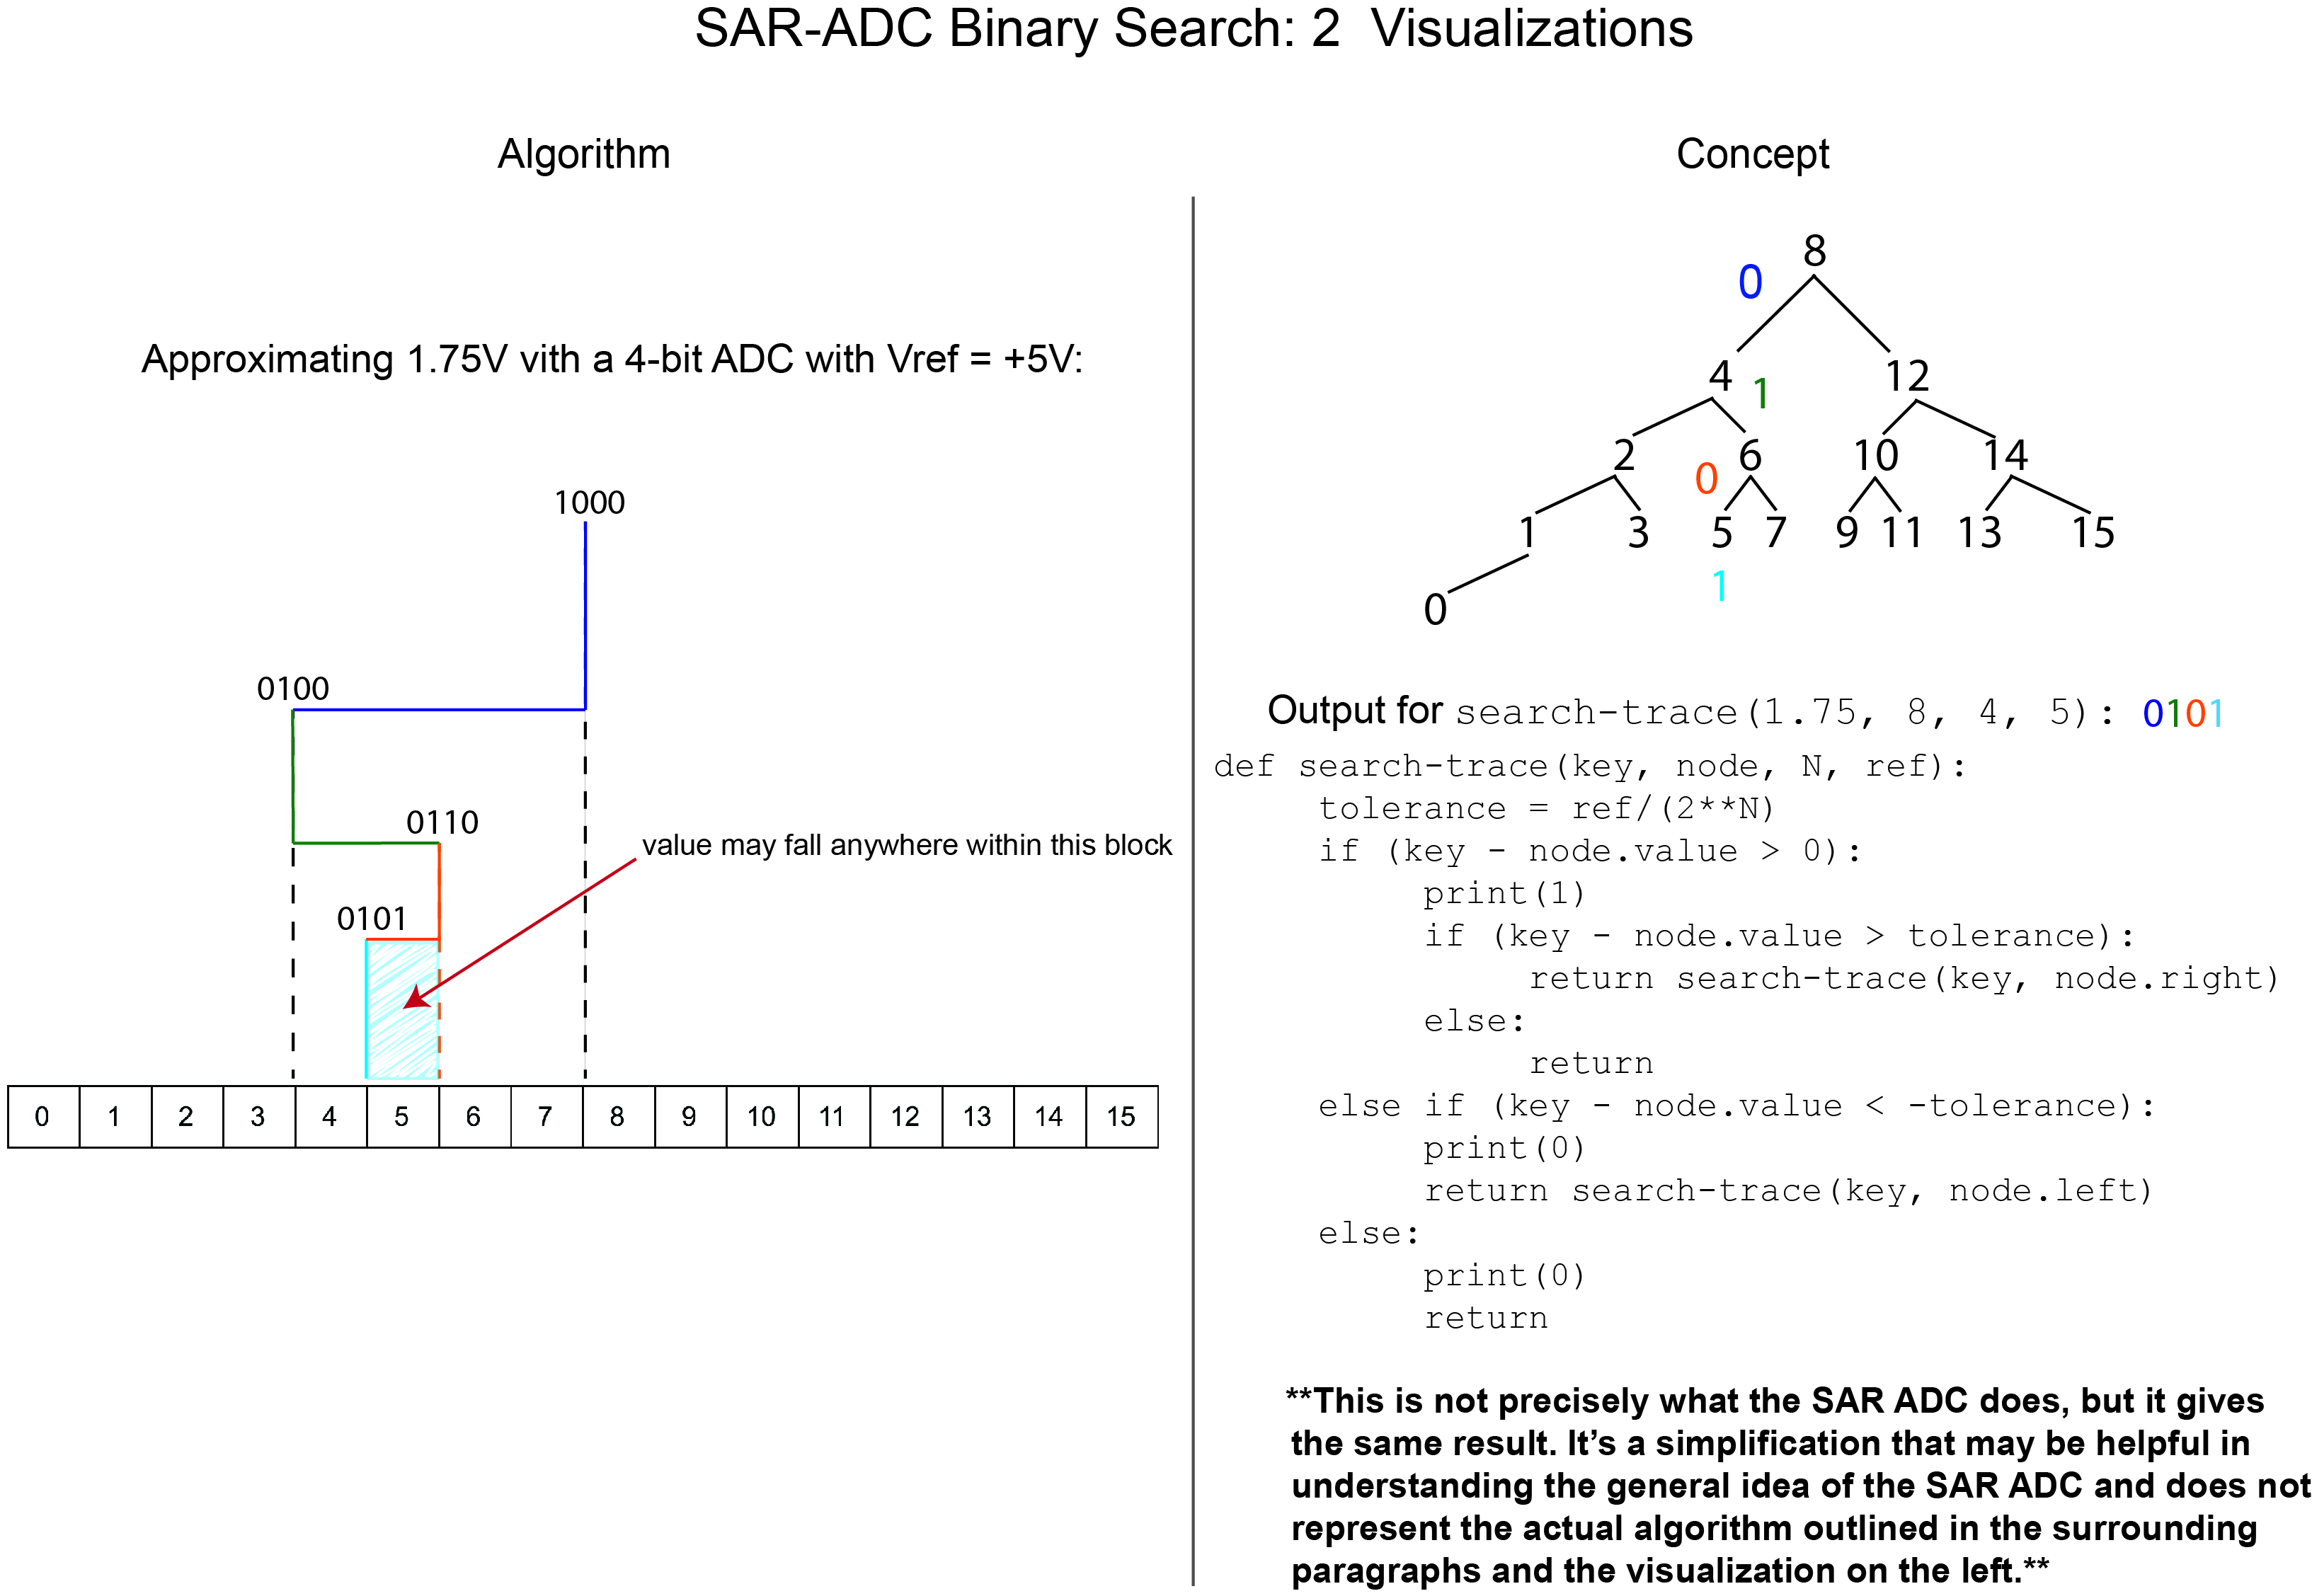 SAR-ADC Binary Search: 2 Visualizations
Algorithm
Approximating 1.75V vith a 4-bit ADC with Vref = +5V:
1000
0100
0110
value may fall anywhere within this block
0101
0 1 2 3 4 5 6 7 8 9 10 11 12 13 14 15
Concept
8
0
4 1 12
2 6 10 14
0
1 3 5 7 9 11 13 15
1
0
Output for search-trace(1.75, 8, 4, 5): 0101
def search-trace(key, node, N, ref):
tolerance = ref/(2**N)
if (key - node.value > 0):
print(1)
if (key - node.value > tolerance):
return search-trace(key, node.right)
else:
return
else if (key - node.value < -tolerance):
print(0)
return search-trace(key, node.left)
else:
print(0)
return
**This is not precisely what the SAR ADC does, but it gives
the same result. It’s a simplification that may be helpful in
understanding the general idea of the SAR ADC and does not
represent the actual algorithm outlined in the surrounding
paragraphs and the visualization on the left.**